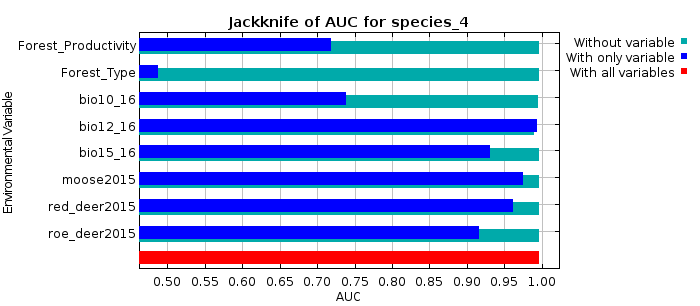 Jackknife of AUC for species_4
Environmental Variable
Forest_Productivity
Forest_Type
bio10_16
bio12_16
bio15_16
moose2015
red_deer2015
roe_deer2015
Without variable
With only variable
With all variables
0.50 0.55 0.60 0.65 0.70 0.75 0.80 0.85 0.90 0.95 1.00
AUC